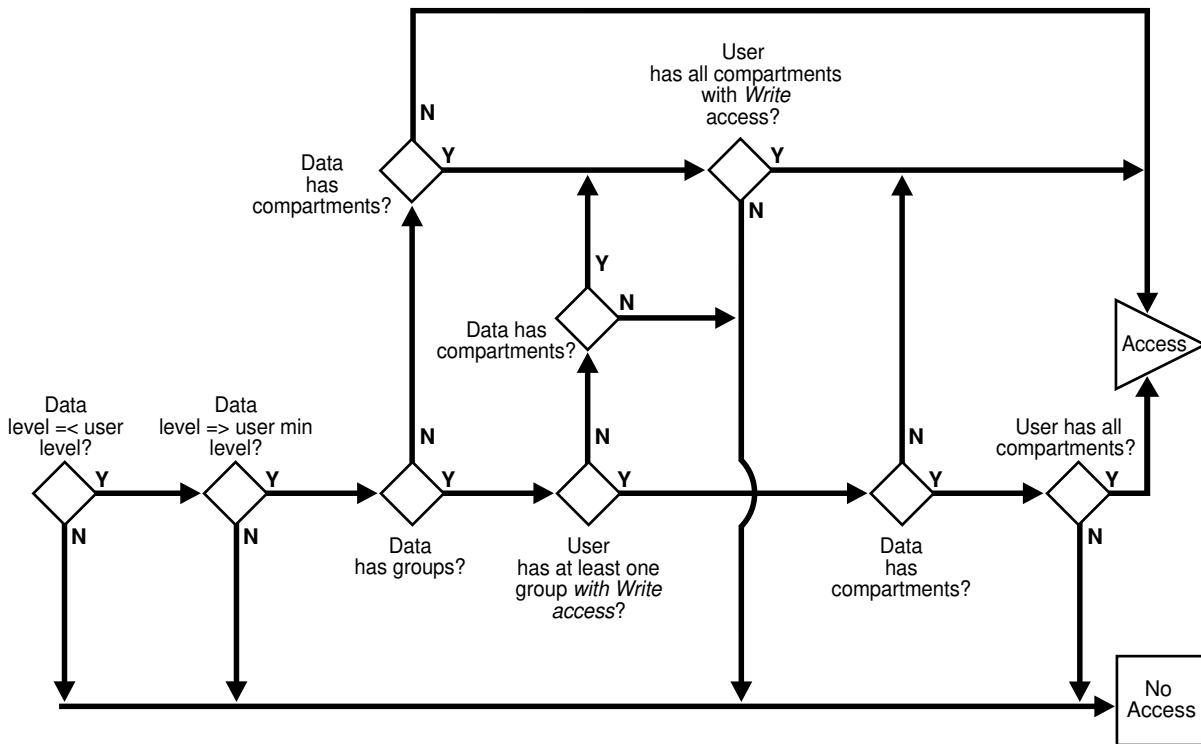 User
has all compartments
with Write
access?
N
Y
Y
Data
has
compartments?
N
Y
N
Data has
compartments?
Access
Data
level =< user
level?
Data
level => user min
level?
User has all
compartments?
N
N
N
Y
Y
Y
Y
Y
Y
N
N
N
Data
has groups?
User
has at least one
group with Write
access?
Data
has
compartments?
No
Access